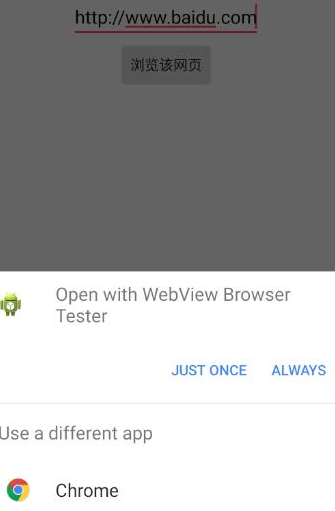 http://www.baidu.com
浏览该网页
Open with WebView Browser
Tester
JUST ONCE ALWAYS
Use a different app
Chrome